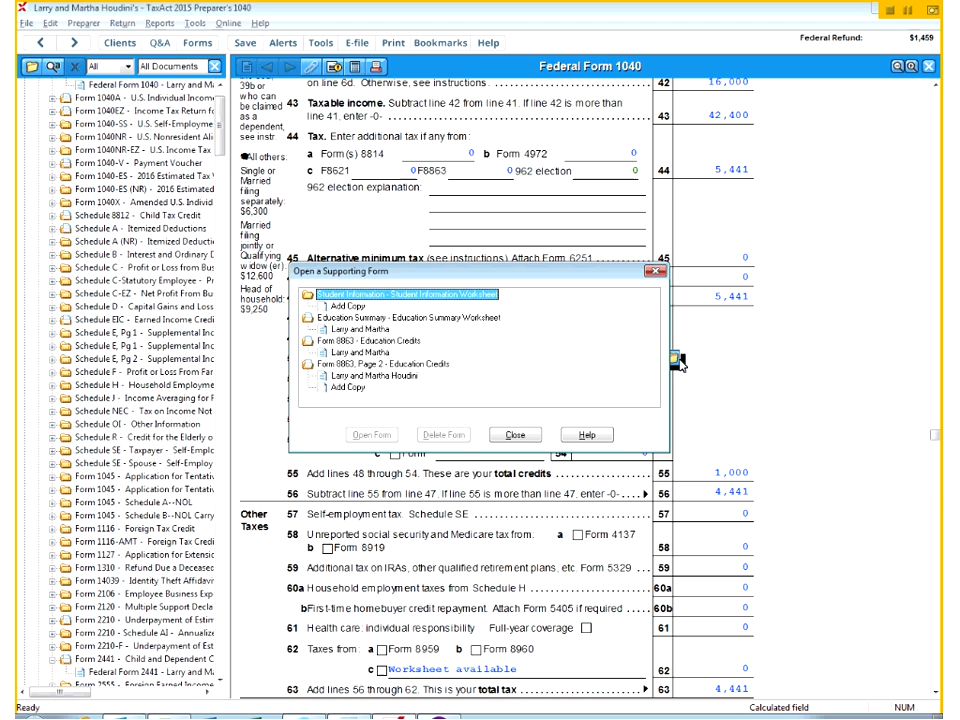 Larry and Martha Houdini's - TaxAct 2015 Preparer's 1040
File Edit Preparer Return Reports Tools Online Help
Clients Q&A Forms Save Alerts Tools E-file Print Bookmarks Help
Federal Refund: $1,459
All All Documents
Federal Form 1040
Federal Form 1040 - Larry and Ma
Form 1040A - U.S. Individual Income
Form 1040EZ - Income Tax Return fo
Form 1040-SS - U.S. Self-Employme
Form 1040NR - U.S. Nonresident Ali
Form 1040NR-EZ - U.S. Income Tax
Form 1040-V - Payment Voucher
Form 1040-ES - 2016 Estimated Tax
Form 1040-ES (NR) - 2016 Estimated
Form 1040X - Amended U.S. Individ
Schedule 8812 - Child Tax Credit
Schedule A - Itemized Deductions
Schedule A (NR) - Itemized Deducti
Schedule B - Interest and Ordinary D
Schedule C - Profit or Loss from Bus
Schedule C-Statutory Employee - Pr
Schedule C-EZ - Net Profit From Bu
Schedule D - Capital Gains and Loss
Schedule EIC - Earned Income Credi
Schedule E, Pg 1 - Supplemental Inc
Schedule E, Pg 1 - Supplemental Inc
Schedule E, Pg 2 - Supplemental Inc
Schedule F - Profit or Loss From Far
Schedule H - Household Employme
Schedule J - Income Averaging for F
Schedule NEC - Tax on Income Not
Schedule OI - Other Information
Schedule R - Credit for the Elderly o
Schedule SE - Taxpayer - Self-Emplo
Schedule SE - Spouse - Self-Employ
Form 1045 - Application for Tentati
Form 1045 - Application for Tentati
Form 1045 - Schedule A--NOL
Form 1045 - Schedule B--NOL Carry
Form 1116 - Foreign Tax Credit
Form 1116-AMT - Foreign Tax Credi
Form 1127 - Application for Extensio
Form 1310 - Refund Due a Deceased
Form 14039 - Identity Theft Affidavi
Form 2106 - Employee Business Exp
Form 2120 - Multiple Support Decla
Form 2210 - Underpayment of Estim
Form 2210 - Schedule AI - Annualize
Form 2210-F - Underpayment of Est
Form 2441 - Child and Dependent C
Federal Form 2441 - Larry and Ma
Form 2555 - Foreign Earned Income
39b or
who can
be claimed
as a
dependent,
see instr.
All others:
Single or
Married
filing
separately:
$6,300
Married
filing
jointly or
Qualifying
widow (er):
$12,600
Head of
household:
$9,250
on line 6d. Otherwise, see instructions 42 16,000
43 Taxable income. Subtract line 42 from line 41. If line 42 is more than
line 41, enter -0- 43 42,400
44 Tax. Enter additional tax if any from:
a Form(s) 8814 0 b Form 4972 0
c F8621 0 F8863 0 962 election 0 44 5,441
962 election explanation:
45 Alternative minimum tax (see instructions). Attach Form 6251 45 0
0
5,441
Open a Supporting Form
Student Information - Student Information Worksheet
Add Copy
Education Summary - Education Summary Worksheet
Larry and Martha
Form 8863 - Education Credits
Larry and Martha
Form 8863, Page 2 - Education Credits
Larry and Martha Houdini
Add Copy
Open Form Delete Form Close Help
c Form 54 0
55 Add lines 48 through 54. These are your total credits 55 1,000
56 Subtract line 55 from line 47. If line 55 is more than line 47, enter -0- 56 4,441
Other Taxes
57 Self-employment tax. Schedule SE 57 0
58 Unreported social security and Medicare tax from: a Form 4137
b Form 8919 58 0
59 Additional tax on IRAs, other qualified retirement plans, etc. Form 5329 59 0
60a Household employment taxes from Schedule H 60a 0
b First-time homebuyer credit repayment. Attach Form 5405 if required 60b 0
61 Health care: individual responsibility Full-year coverage 61 0
62 Taxes from: a Form 8959 b Form 8960
c Worksheet available 62 0
63 Add lines 56 through 62. This is your total tax 63 4,441
Ready Calculated field NUM